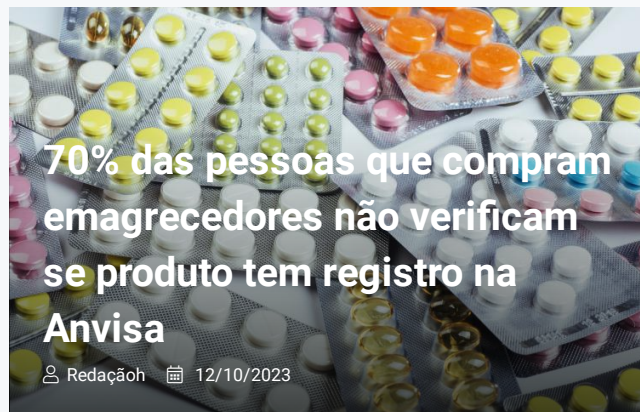 70% das pessoas que compram
emagrecedores não verificam
se produto tem registro na
Anvisa
Redaçãoh 12/10/2023